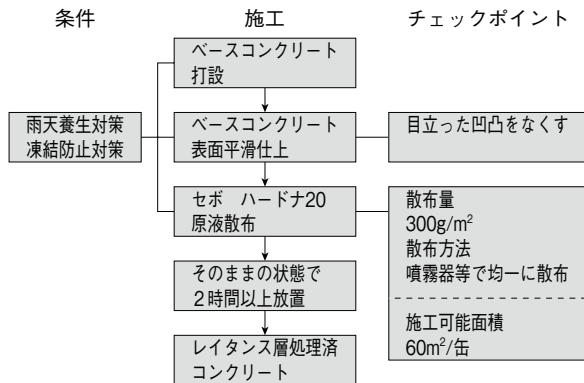 条件
施工
チェックポイント
ベースコンクリート
打設
雨天養生対策
凍結防止対策
ベースコンクリート
表面平滑仕上
目立った凹凸をなくす
セボ　ハードナ20
原液散布
散布量
300g/m²
散布方法
噴霧器等で均一に散布
施工可能面積
60m²/缶
そのままの状態で
２時間以上放置
レイタンス層処理済
コンクリート